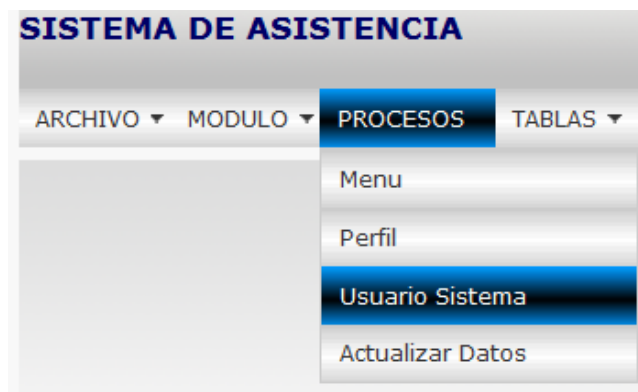 SISTEMA DE ASISTENCIA
ARCHIVO MODULO PROCESOS TABLAS
Menu
Perfil
Usuario Sistema
Actualizar Datos